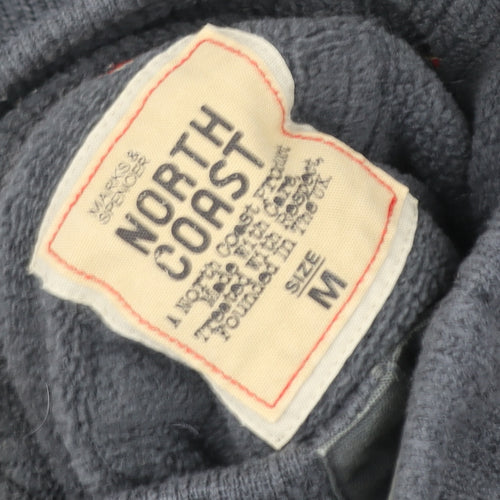 MARKS &
SPENCER
NORTH
COAST
A North Coast Product
Made With Care
Treated With Respect,
Founded In The UK
SIZE
M